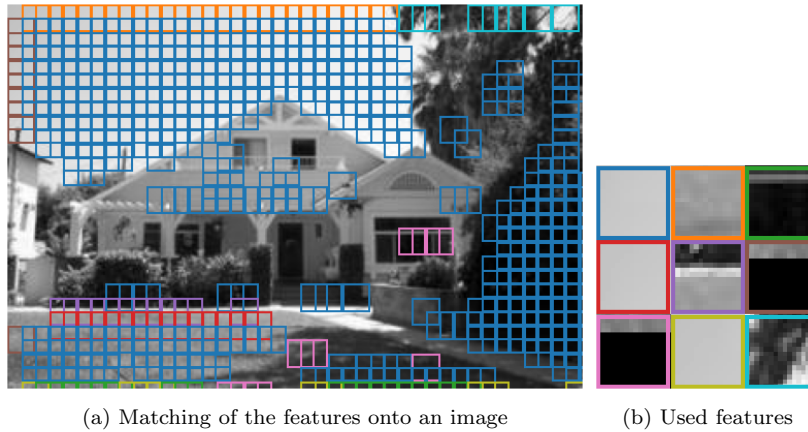 (a) Matching of the features onto an image
(b) Used features